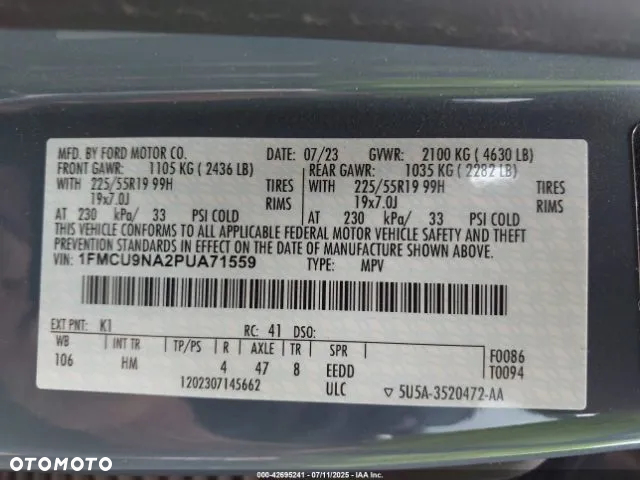 MFD. BY FORD MOTOR CO. DATE: 07/23 GVWR: 2100 KG ( 4630 LB)
FRONT GAWR: 1105 KG ( 2436 LB) REAR GAWR: 1035 KG ( 2282 LB)
WITH 225/55R19 99H TIRES WITH 225/55R19 99H TIRES
19x7.0J RIMS 19x7.0J RIMS
AT 230 kPa/ 33 PSI COLD AT 230 kPa/ 33 PSI COLD
THIS VEHICLE CONFORMS TO ALL APPLICABLE FEDERAL MOTOR VEHICLE SAFETY AND THEFT
PREVENTION STANDARDS IN EFFECT ON THE DATE OF MANUFACTURE SHOWN ABOVE.
VIN: 1FMCU9NA2PUA71559 TYPE: MPV
EXT PNT: K1 RC: 41 DSO:
WB INT TR TP/PS R AXLE TR SPR F0086
106 HM 4 47 8 EEDD T0094
1202307145662 ULC ▽ 5U5A-3520472-AA
OTOMOTO
000-42695241 - 07/11/2025 - IAAI, INC.